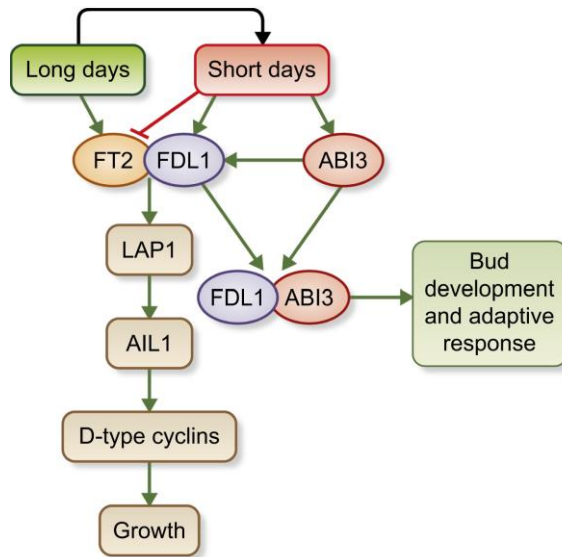 Long days
Short days
FT2
FDL1
ABI3
LAP1
FDL1
ABI3
Bud
development
and adaptive
response
AIL1
D-type cyclins
Growth